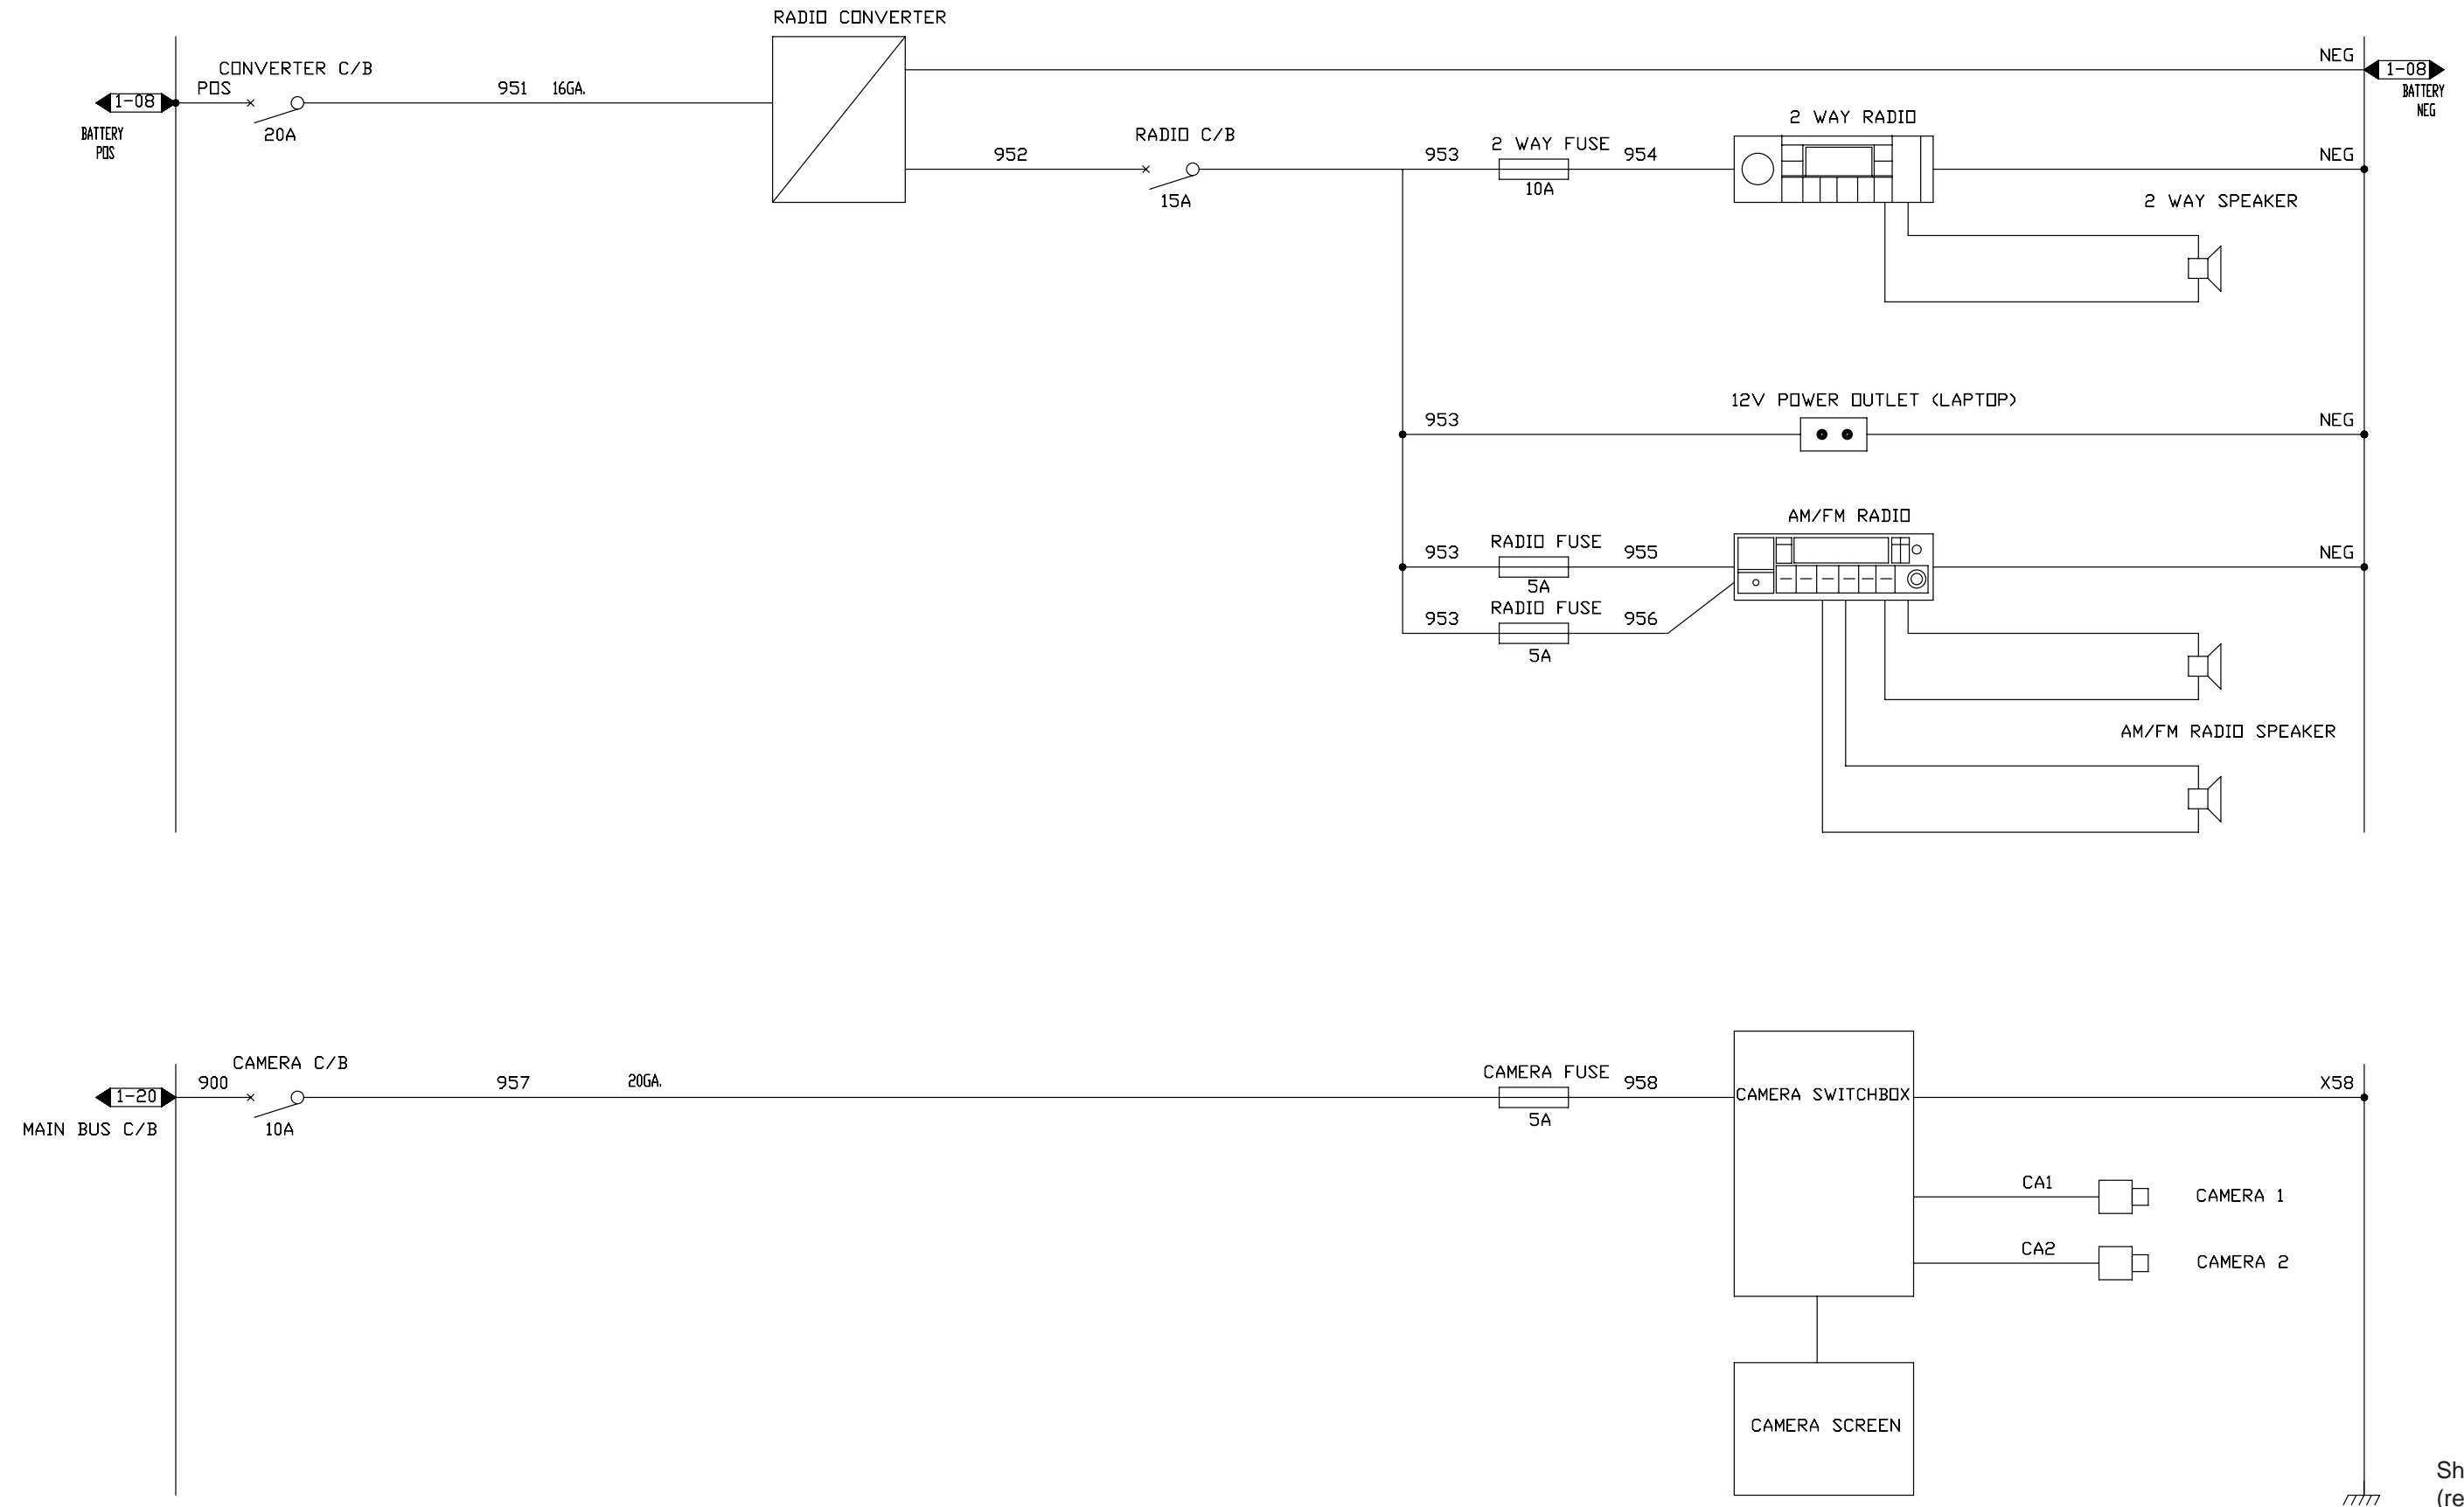 RADIO CONVERTER
CONVERTER C/B
POS
951 16GA.
NEG
1-08
1-08
BATTERY
POS
20A
BATTERY
NEG
2 WAY RADIO
RADIO C/B
952
15A
953
2 WAY FUSE
954
10A
NEG
2 WAY SPEAKER
12V POWER OUTLET (LAPTOP)
953
NEG
AM/FM RADIO
953
RADIO FUSE
955
5A
NEG
953
RADIO FUSE
956
5A
AM/FM RADIO SPEAKER
CAMERA C/B
900
957
20GA.
CAMERA FUSE
958
X58
1-20
MAIN BUS C/B
10A
5A
CAMERA SWITCHBOX
CA1
CAMERA 1
CA2
CAMERA 2
CAMERA SCREEN
Sh
(re